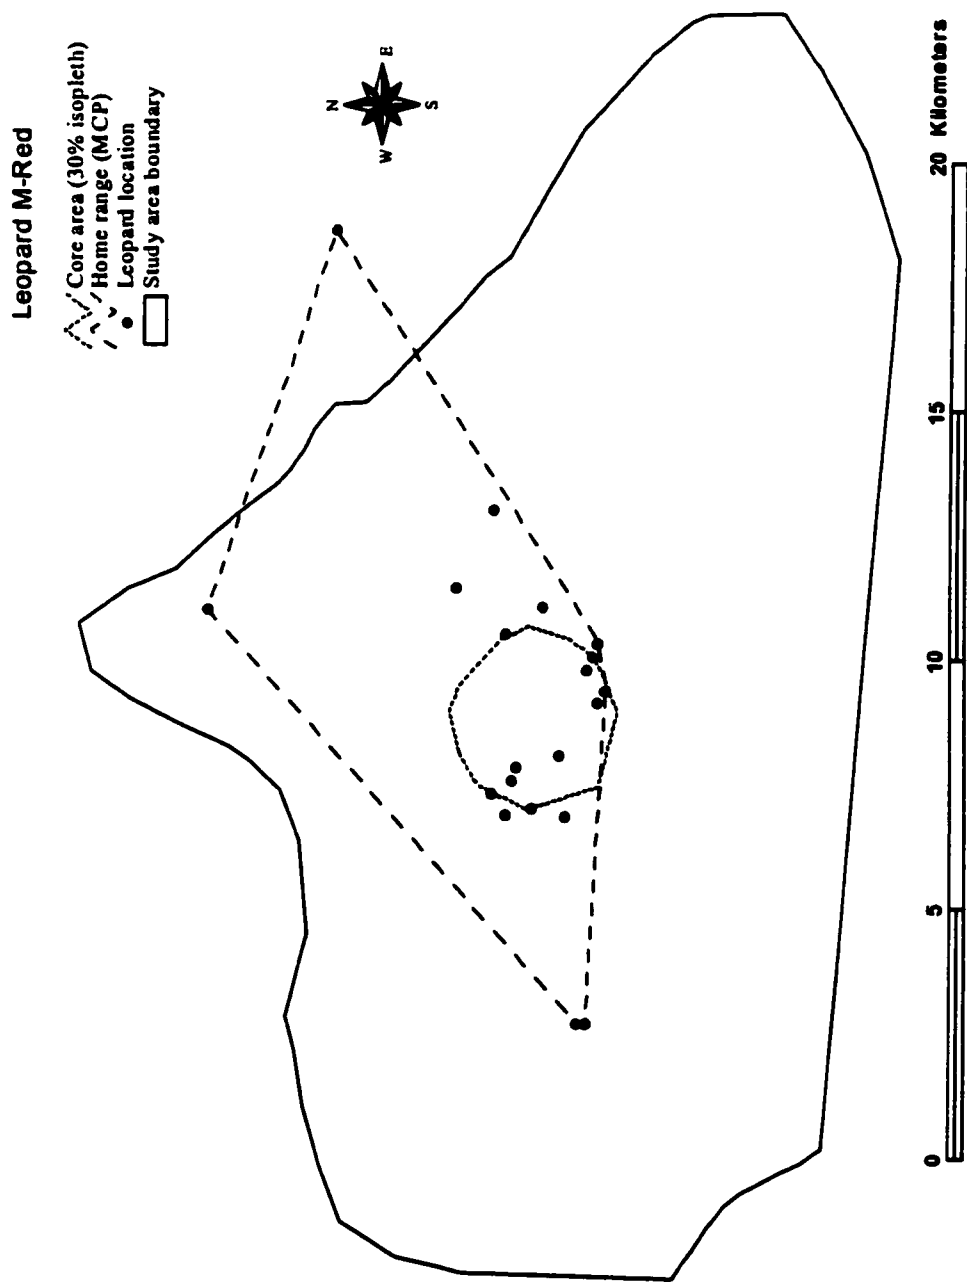 Leopard M-Red
Core area (30% isopleth)
Home range (MCP)
Leopard location
Study area boundary
N
W
E
S
0
5
10
15
20 Kilometers